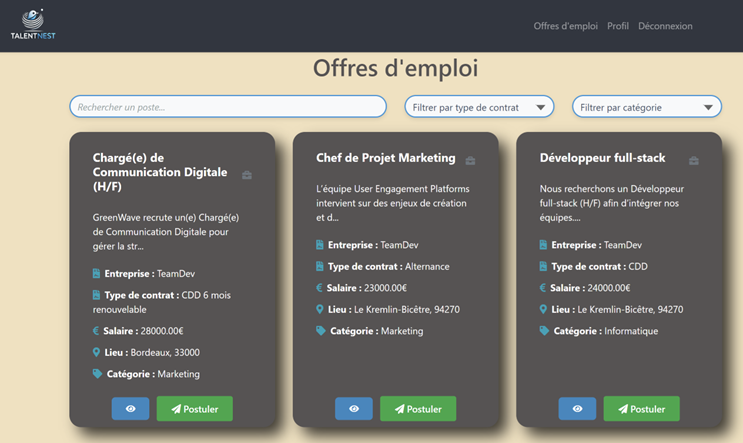 TALENTNEST
Offres d'emploi Profil Déconnexion
Offres d'emploi
Rechercher un poste...
Filtrer par type de contrat
Filtrer par catégorie
Chargé(e) de
Communication Digitale
(H/F)
GreenWave recrute un(e) Chargé(e)
de Communication Digitale pour
gérer la str...
Entreprise : TeamDev
Type de contrat : CDD 6 mois
renouvelable
Salaire : 28000.00€
Lieu : Bordeaux, 33000
Catégorie : Marketing
Postuler
Chef de Projet Marketing
L'équipe User Engagement Platforms
intervient sur des enjeux de création
et d...
Entreprise : TeamDev
Type de contrat : Alternance
Salaire : 23000.00€
Lieu : Le Kremlin-Bicêtre, 94270
Catégorie : Marketing
Postuler
Développeur full-stack
Nous recherchons un Développeur
full-stack (H/F) afin d'intégrer nos
équipes....
Entreprise : TeamDev
Type de contrat : CDD
Salaire : 24000.00€
Lieu : Le Kremlin-Bicêtre, 94270
Catégorie : Informatique
Postuler